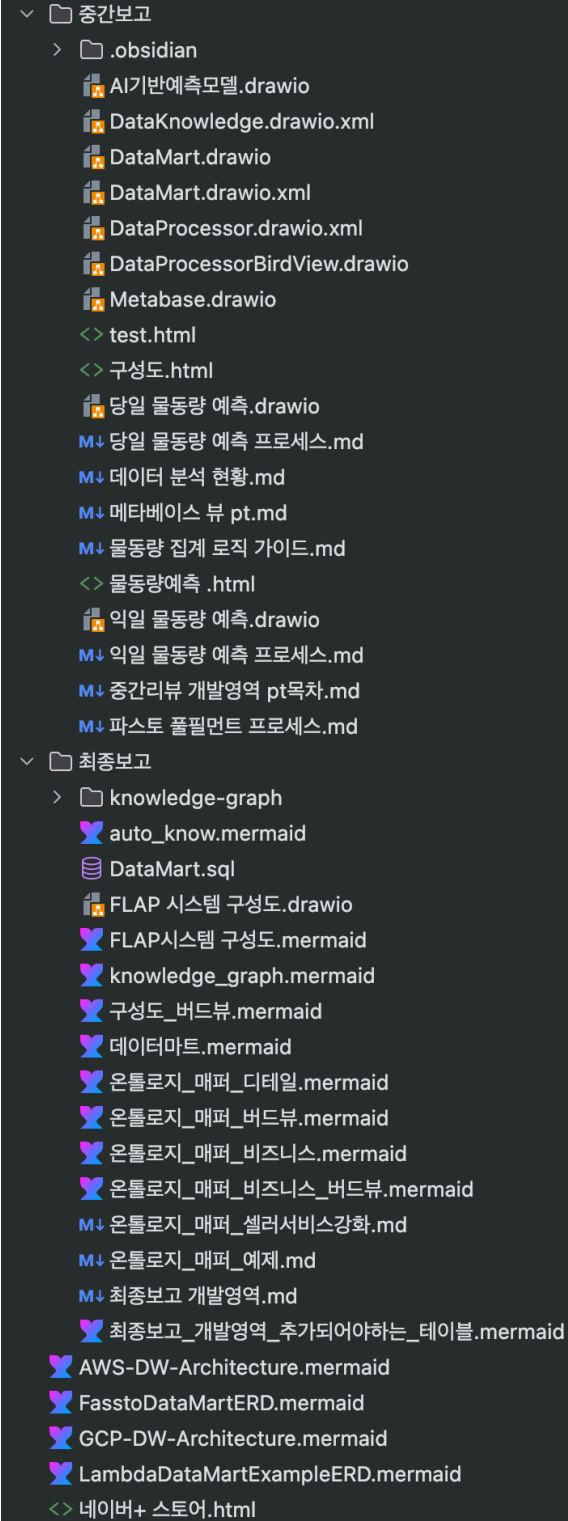 중간보고
.obsidian
AI기반예측모델.drawio
DataKnowledge.drawio.xml
DataMart.drawio
DataMart.drawio.xml
DataProcessor.drawio.xml
DataProcessorBirdView.drawio
Metabase.drawio
<> test.html
<> 구성도.html
당일 물동량 예측.drawio
M↓ 당일 물동량 예측 프로세스.md
M↓ 데이터 분석 현황.md
M↓ 메타베이스 뷰 pt.md
M↓ 물동량 집계 로직 가이드.md
<> 물동량예측 .html
익일 물동량 예측.drawio
M↓ 익일 물동량 예측 프로세스.md
M↓ 중간리뷰 개발영역 pt목차.md
M↓ 파스토 풀필먼트 프로세스.md
최종보고
knowledge-graph
auto_know.mermaid
DataMart.sql
FLAP 시스템 구성도.drawio
FLAP시스템 구성도.mermaid
knowledge_graph.mermaid
구성도_버드뷰.mermaid
데이터마트.mermaid
온톨로지_매퍼_디테일.mermaid
온톨로지_매퍼_버드뷰.mermaid
온톨로지_매퍼_비즈니스.mermaid
온톨로지_매퍼_비즈니스_버드뷰.mermaid
M↓ 온톨로지_매퍼_셀러서비스강화.md
M↓ 온톨로지_매퍼_예제.md
M↓ 최종보고 개발영역.md
최종보고_개발영역_추가되어야하는_테이블.mermaid
AWS-DW-Architecture.mermaid
FasstoDataMartERD.mermaid
GCP-DW-Architecture.mermaid
LambdaDataMartExampleERD.mermaid
<> 네이버+ 스토어.html